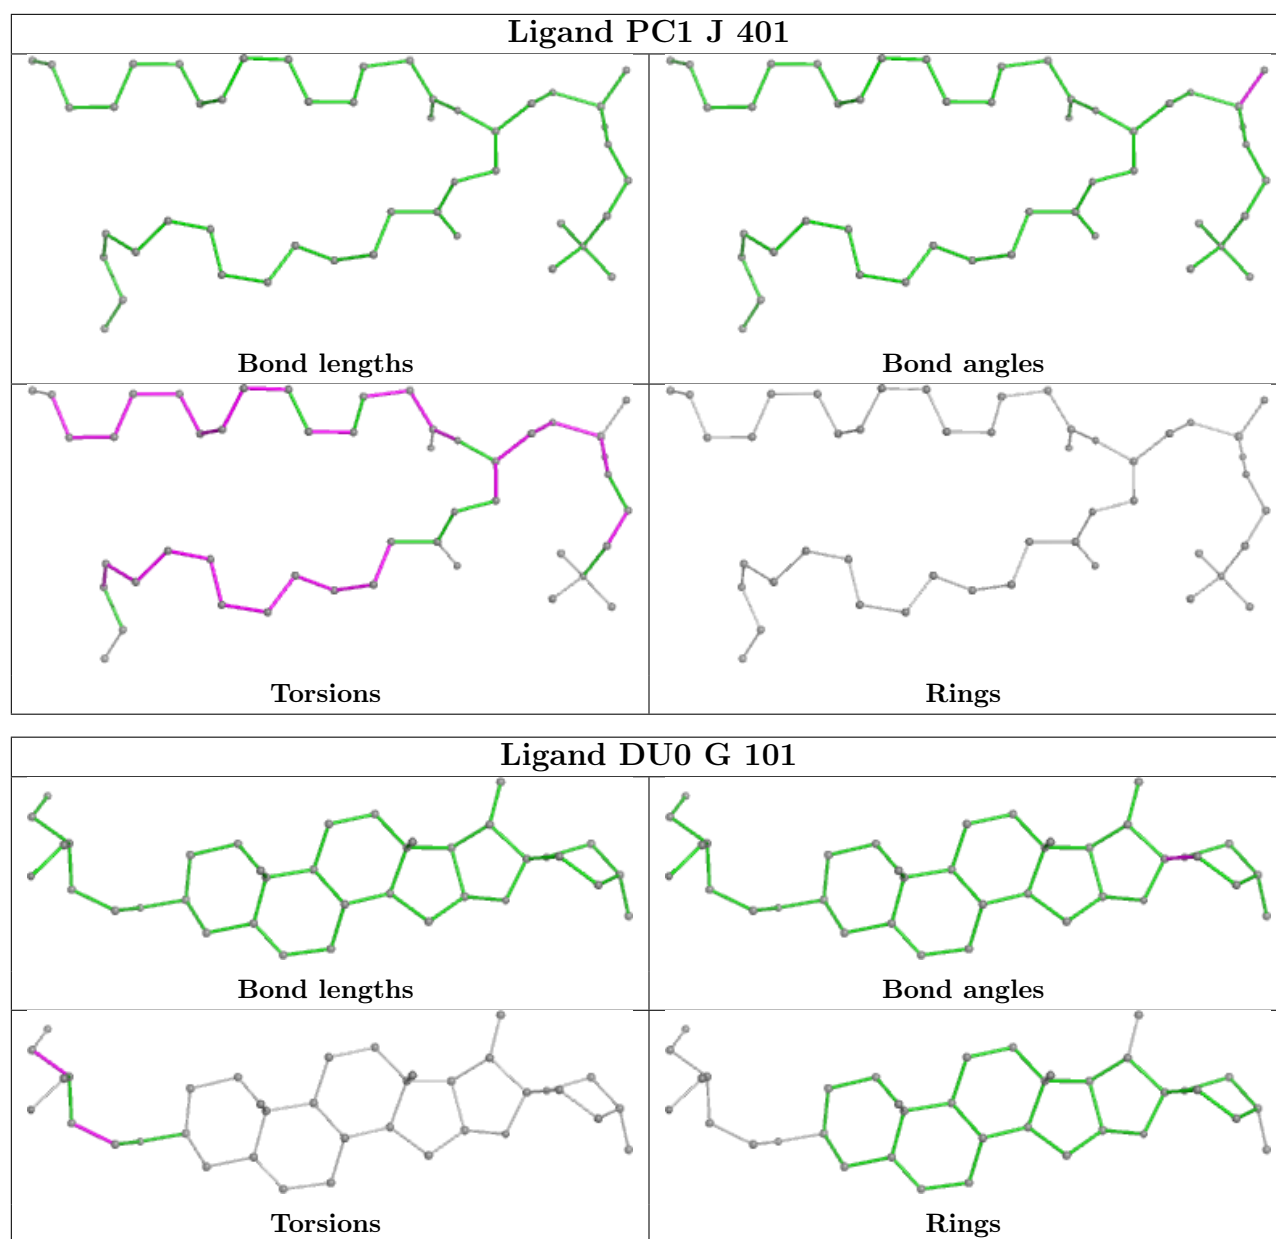 Ligand PC1 J 401
Bond lengths
Bond angles
Torsions
Rings
Ligand DU0 G 101
Bond lengths
Bond angles
Torsions
Rings